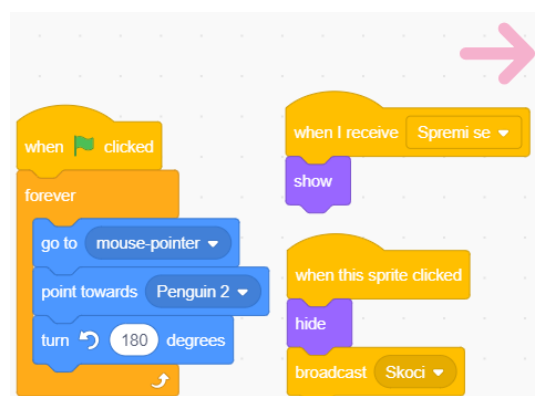 when clicked
forever
go to mouse-pointer
point towards Penguin 2
turn 180 degrees
when I receive Spremi se
show
when this sprite clicked
hide
broadcast Skoci